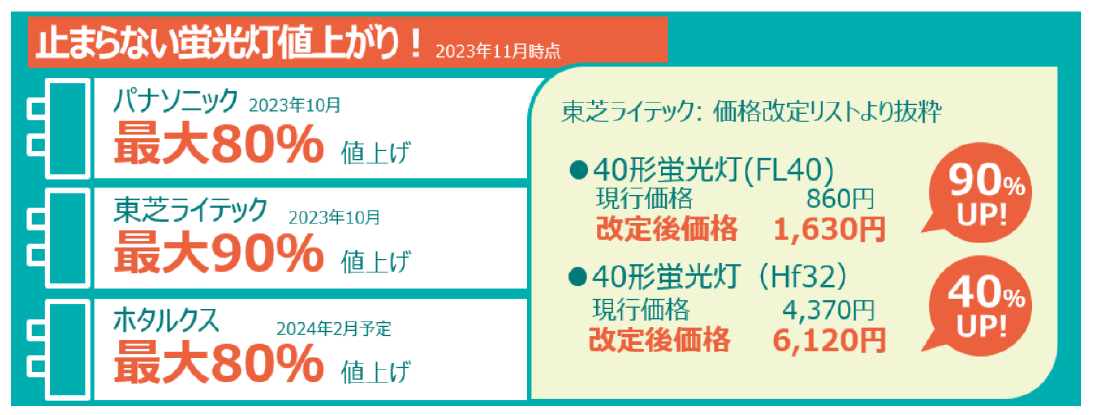 止まらない蛍光灯値上がり！ 2023年11月時点
パナソニック 2023年10月
最大80% 値上げ
東芝ライテック 2023年10月
最大90% 値上げ
ホタルクス 2024年2月予定
最大80% 値上げ
東芝ライテック: 価格改定リストより抜粋
●40形蛍光灯(FL40)
現行価格 860円
改定後価格 1,630円
90%
UP!
●40形蛍光灯（Hf32）
現行価格 4,370円
改定後価格 6,120円
40%
UP!